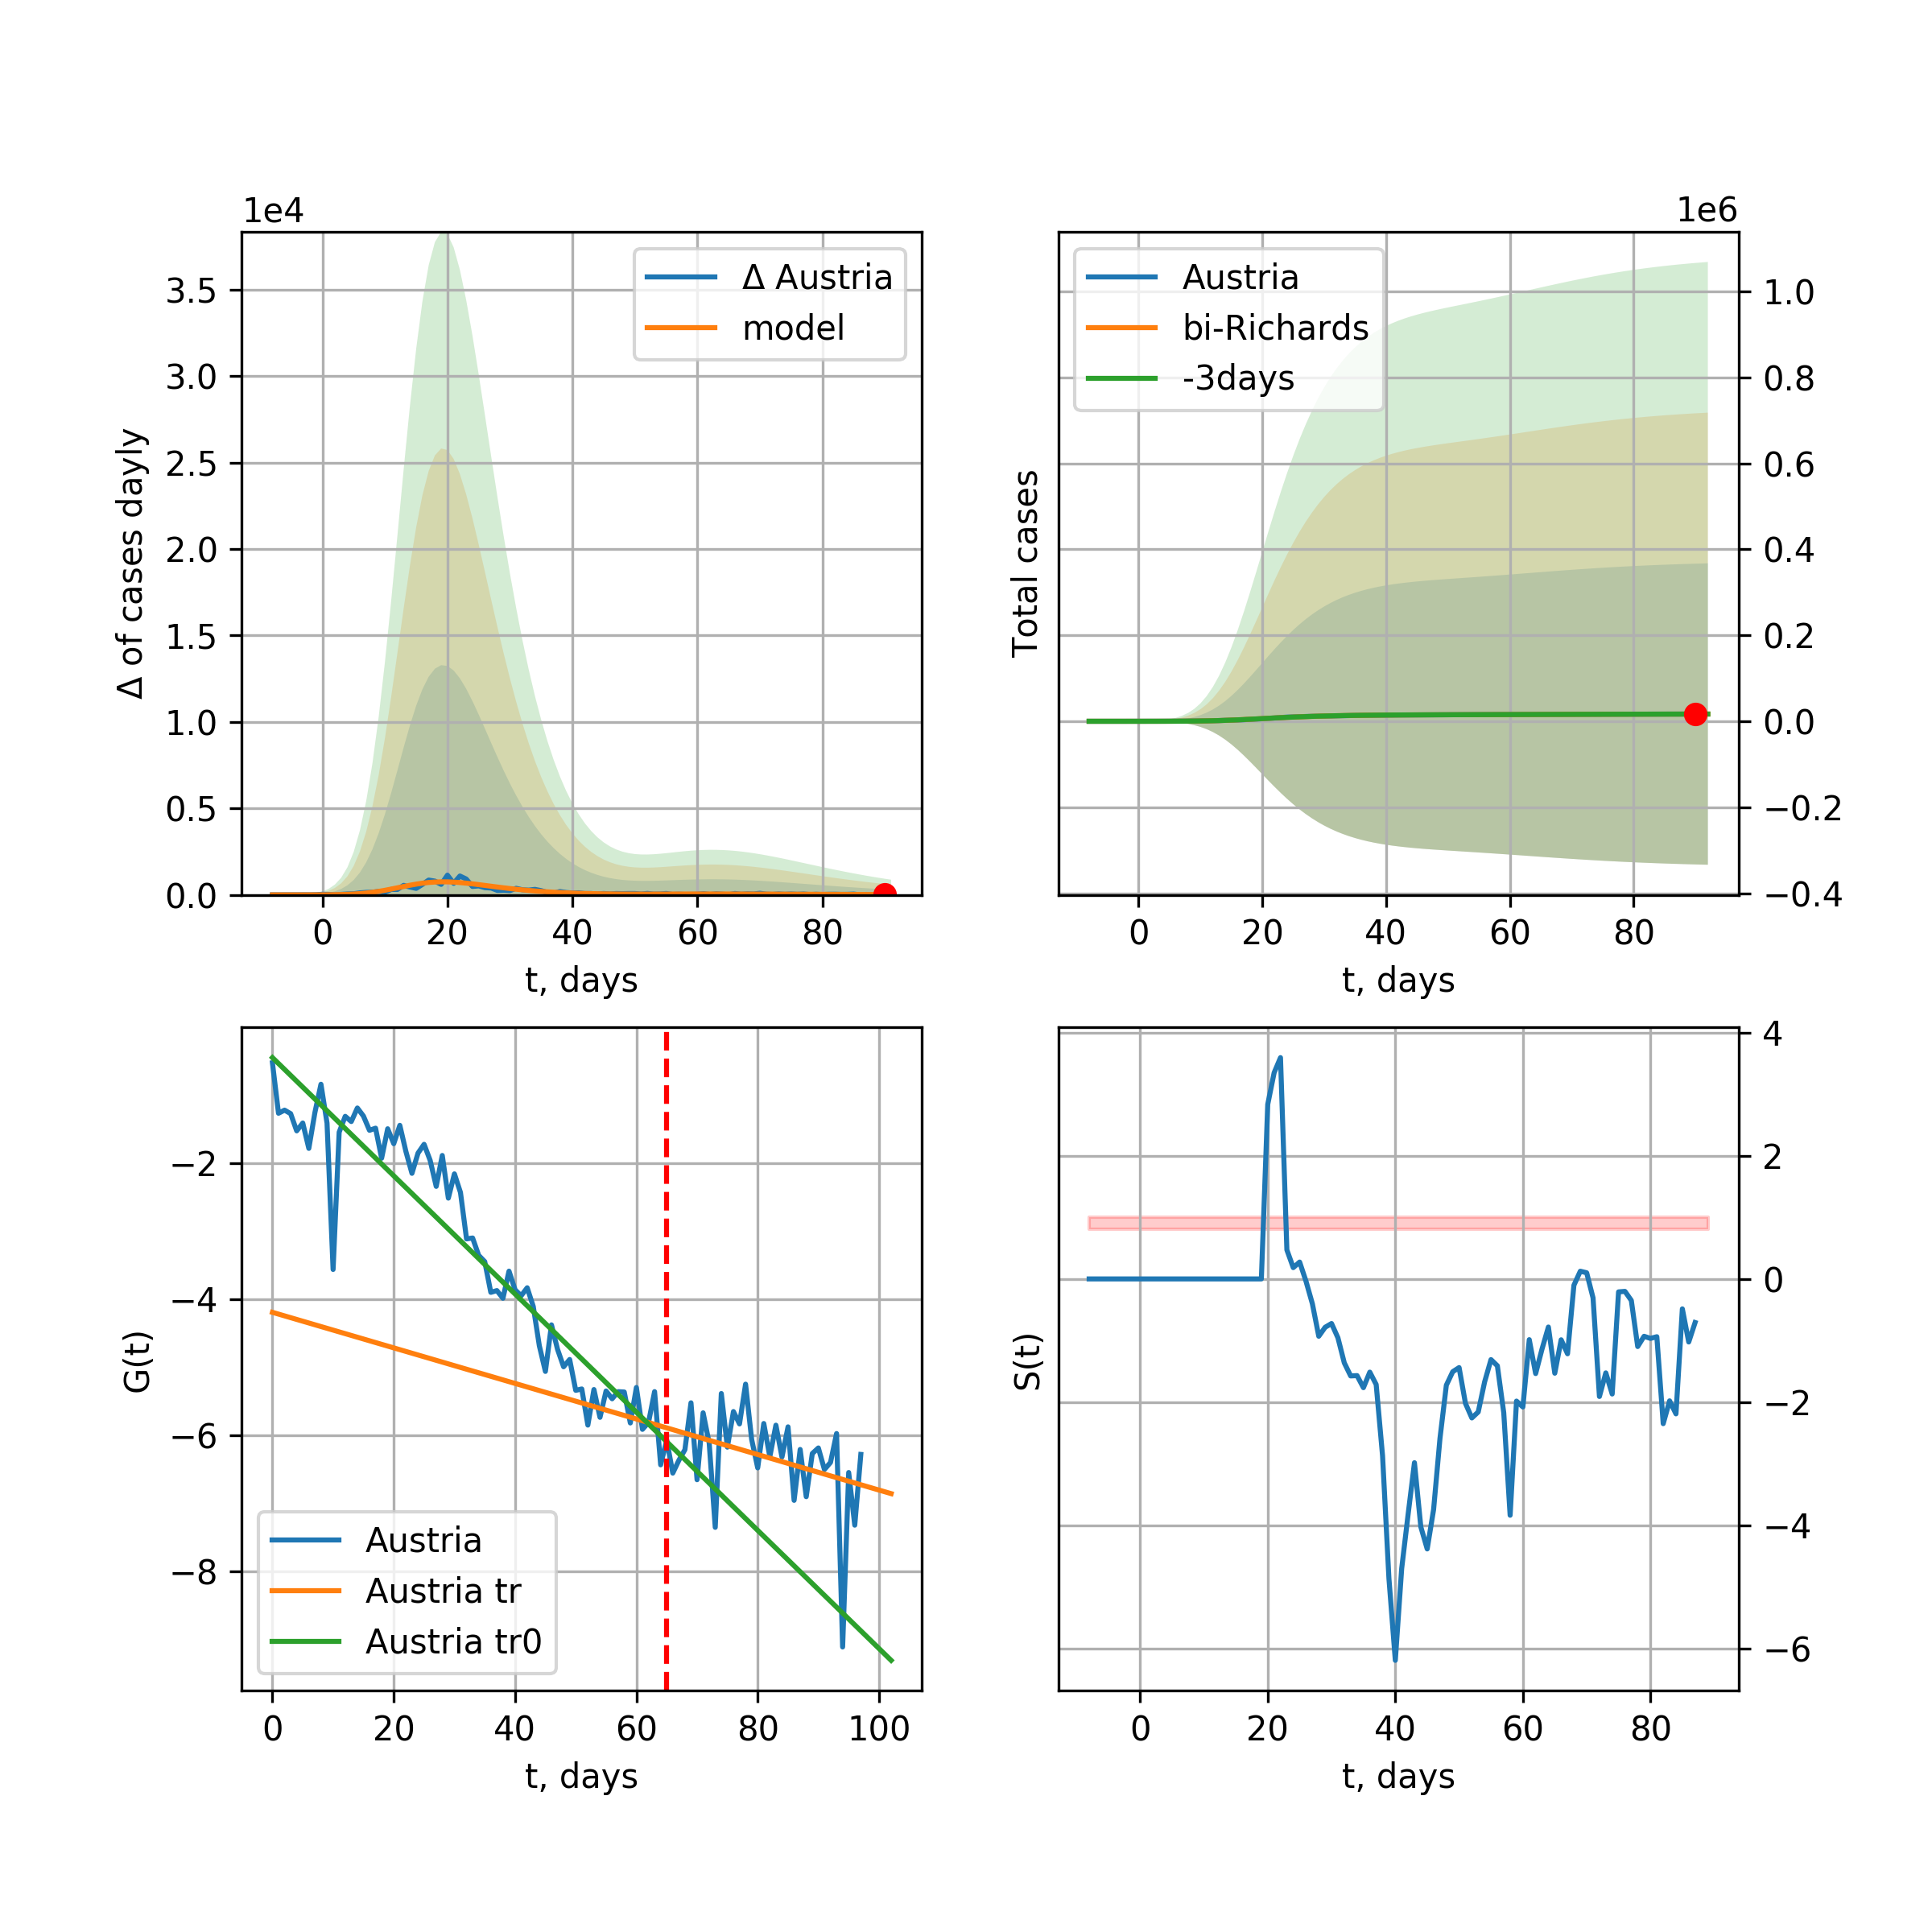 1e4
Δ of cases dayly
3.5
3.0
2.5
2.0
1.5
1.0
0.5
0.0
Δ Austria
model
0 20 40 60 80
t, days
1e6
Total cases
Austria
bi-Richards
-3days
1.0
0.8
0.6
0.4
0.2
0.0
−0.2
−0.4
0 20 40 60 80
t, days
G(t)
−2
−4
−6
−8
Austria
Austria tr
Austria tr0
0 20 40 60 80 100
t, days
S(t)
4
2
0
−2
−4
−6
0 20 40 60 80
t, days